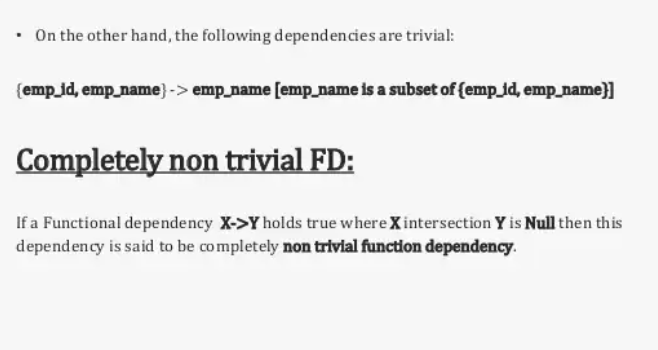 • On the other hand, the following dependencies are trivial:
{emp_id, emp_name} -> emp_name [emp_name is a subset of {emp_id, emp_name}]
Completely non trivial FD:
If a Functional dependency X->Y holds true where X intersection Y is Null then this
dependency is said to be completely non trivial function dependency.